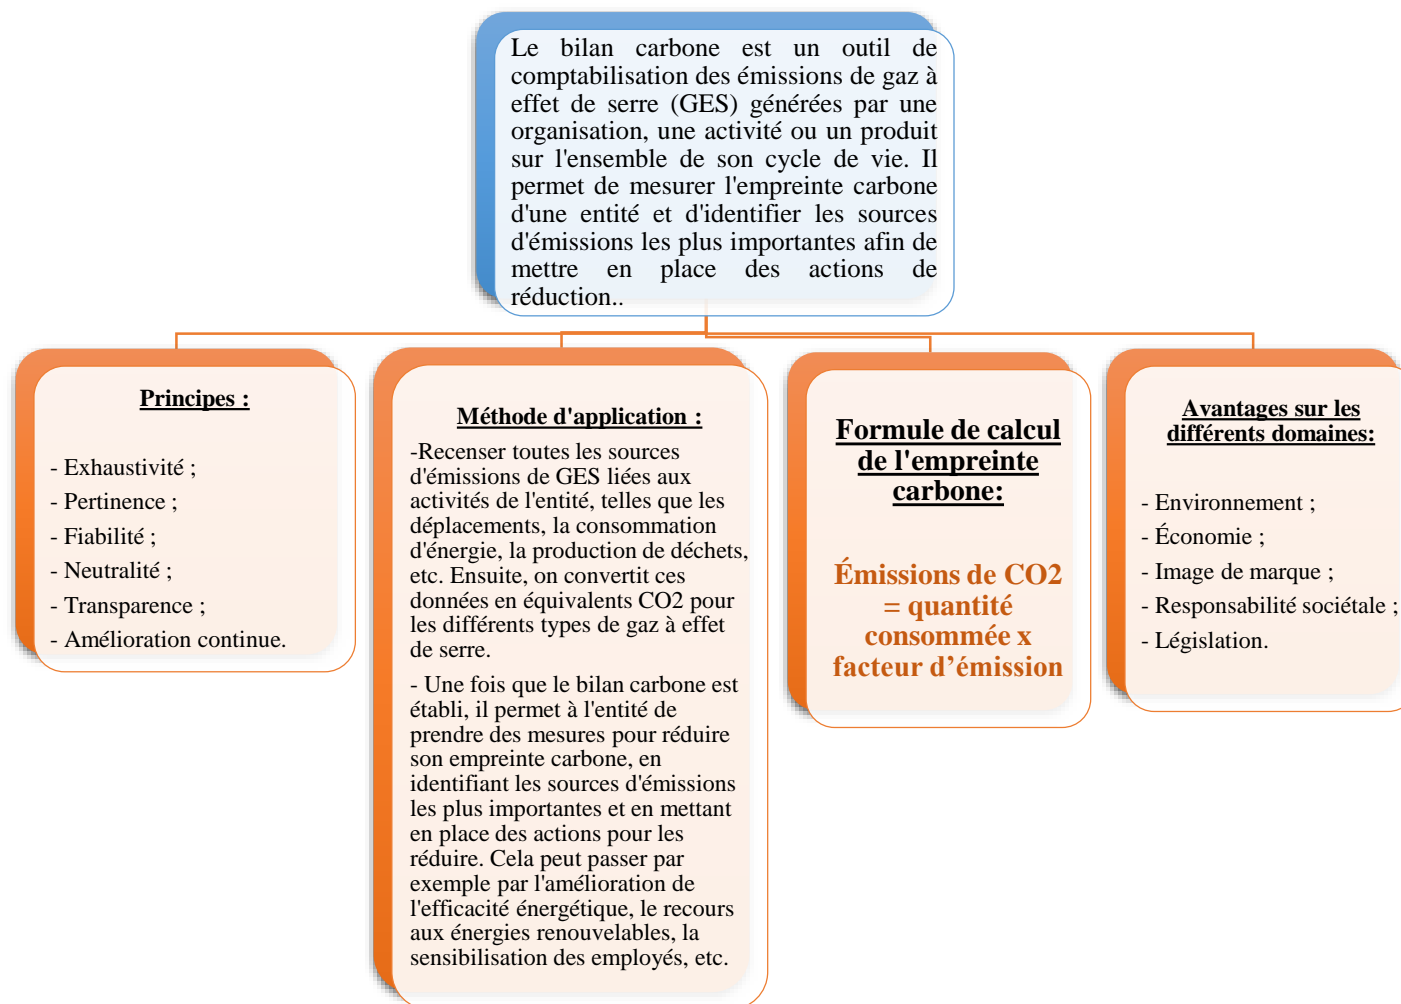 Le bilan carbone est un outil de
comptabilisation des émissions de gaz à
effet de serre (GES) générées par une
organisation, une activité ou un produit
sur l'ensemble de son cycle de vie. Il
permet de mesurer l'empreinte carbone
d'une entité et d'identifier les sources
d'émissions les plus importantes afin de
mettre en place des actions de
réduction..
Principes :
- Exhaustivité ;
- Pertinence ;
- Fiabilité ;
- Neutralité ;
- Transparence ;
- Amélioration continue.
Méthode d'application :
-Recenser toutes les sources
d'émissions de GES liées aux
activités de l'entité, telles que les
déplacements, la consommation
d'énergie, la production de déchets,
etc. Ensuite, on convertit ces
données en équivalents CO2 pour
les différents types de gaz à effet
de serre.
- Une fois que le bilan carbone est
établi, il permet à l'entité de
prendre des mesures pour réduire
son empreinte carbone, en
identifiant les sources d'émissions
les plus importantes et en mettant
en place des actions pour les
réduire. Cela peut passer par
exemple par l'amélioration de
l'efficacité énergétique, le recours
aux énergies renouvelables, la
sensibilisation des employés, etc.
Formule de calcul
de l'empreinte
carbone:
Émissions de CO2
= quantité
consommée x
facteur d’émission
Avantages sur les
différents domaines:
- Environnement ;
- Économie ;
- Image de marque ;
- Responsabilité sociétale ;
- Législation.